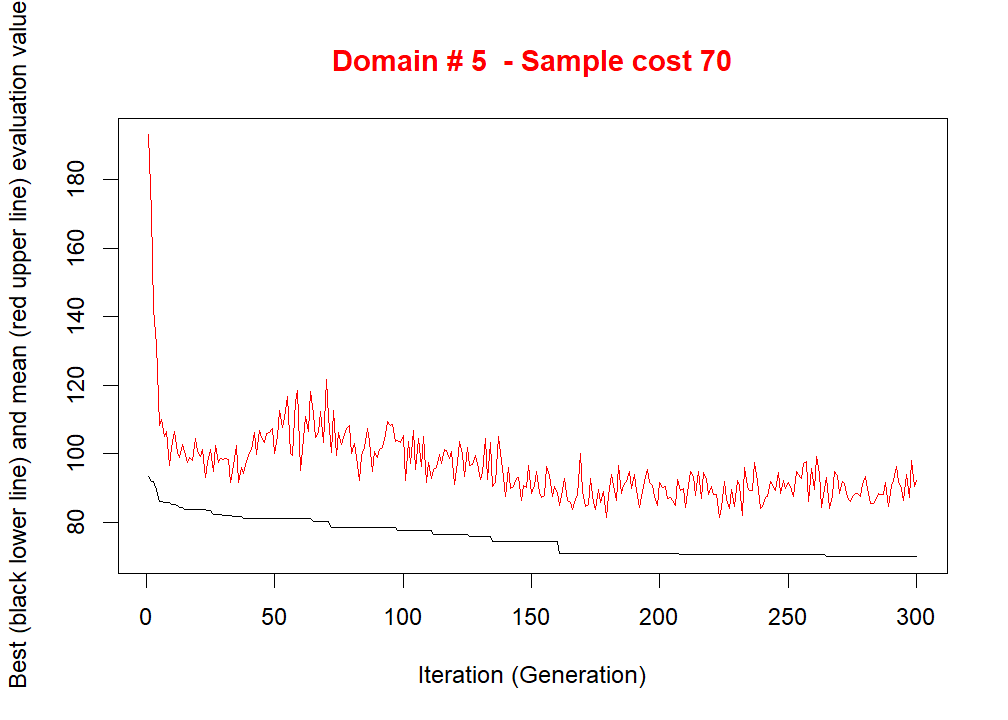 Domain # 5  - Sample cost 70
Best (black lower line) and mean (red upper line) evaluation value
180
160
140
120
100
80
0 50 100 150 200 250 300
Iteration (Generation)